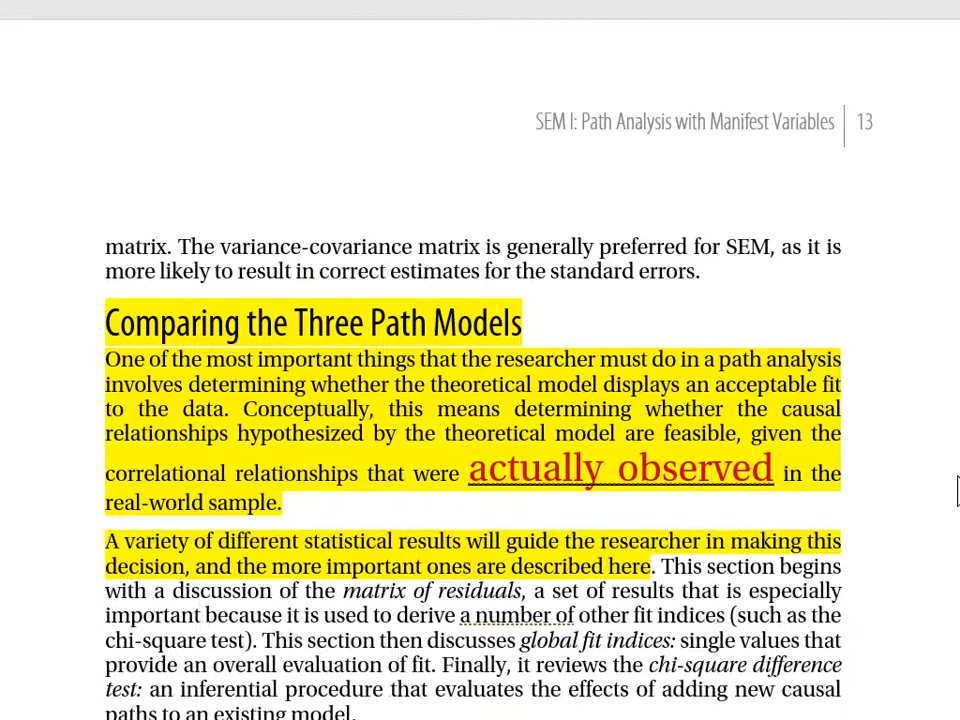 SEM I: Path Analysis with Manifest Variables 13
matrix. The variance-covariance matrix is generally preferred for SEM, as it is
more likely to result in correct estimates for the standard errors.
Comparing the Three Path Models
One of the most important things that the researcher must do in a path analysis
involves determining whether the theoretical model displays an acceptable fit
to the data. Conceptually, this means determining whether the causal
relationships hypothesized by the theoretical model are feasible, given the
correlational relationships that were actually observed in the
real-world sample.
A variety of different statistical results will guide the researcher in making this
decision, and the more important ones are described here. This section begins
with a discussion of the matrix of residuals, a set of results that is especially
important because it is used to derive a number of other fit indices (such as the
chi-square test). This section then discusses global fit indices: single values that
provide an overall evaluation of fit. Finally, it reviews the chi-square difference
test: an inferential procedure that evaluates the effects of adding new causal
paths to an existing model.